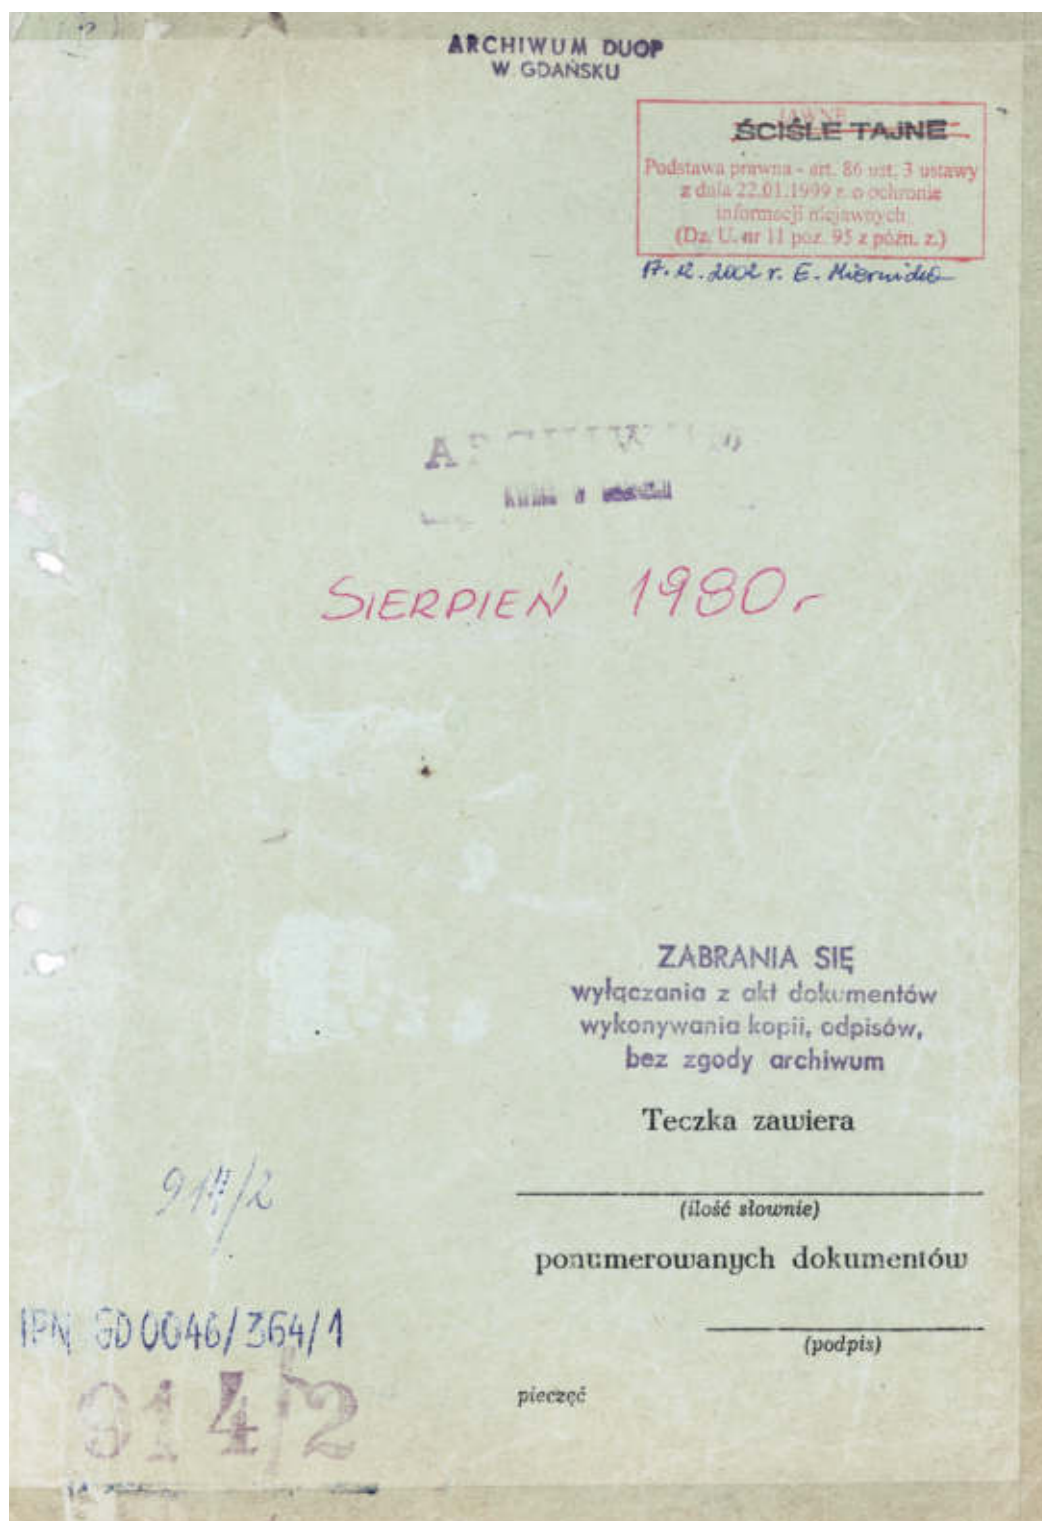 ARCHIWUM DUOP
W GDAŃSKU
JAWNE
ŚCIŚLE TAJNE
Podstawa prawna - art. 86 ust. 3 ustawy
z dnia 22.01.1999 r. o ochronie
informacji niejawnych
(Dz. U. nr 11 poz. 95 z późn. z.)
17.12.2002 r. E.
SIERPIEŃ 1980r
ZABRANIA SIĘ
wyłączania z akt dokumentów
wykonywania kopii, odpisów,
bez zgody archiwum
Teczka zawiera
(ilość słownie)
914/2
ponumerowanych dokumentów
IPN GD 0046/364/1
(podpis)
914/2
pieczęć